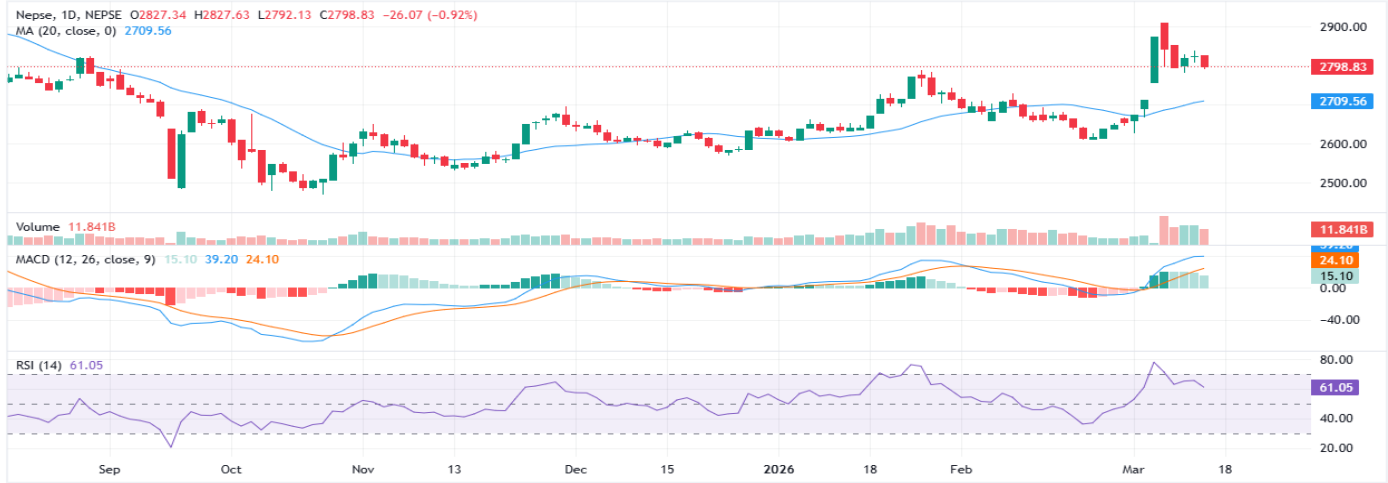 Nepse, 1D, NEPSE O2827.34 H2827.63 L2792.13 C2798.83 −26.07 (−0.92%)
MA (20, close, 0) 2709.56
2900.00
2798.83
2709.56
2600.00
2500.00
Volume 11.841B
11.841B
MACD (12, 26, close, 9) 15.10 39.20 24.10
39.20
24.10
15.10
0.00
−40.00
RSI (14) 61.05
80.00
61.05
40.00
20.00
Sep Oct Nov 13 Dec 15 2026 18 Feb Mar 18